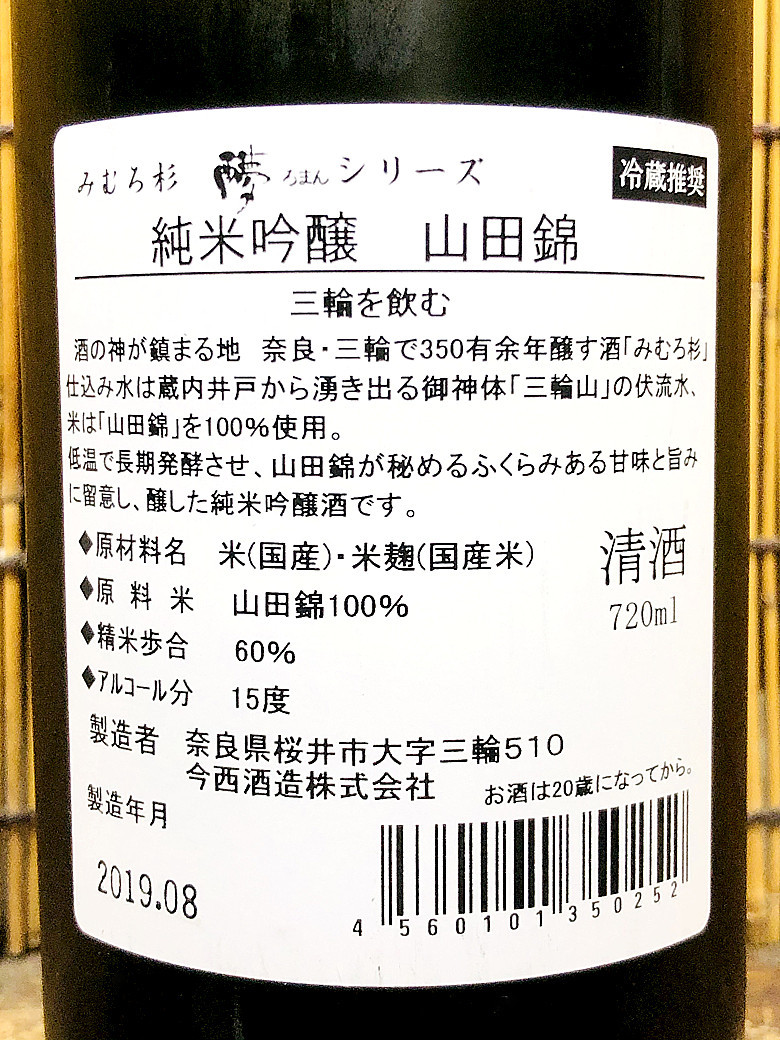 みむろ杉 ろまんシリーズ
冷蔵推奨
純米吟醸 山田錦
三輪を飲む
酒の神が鎮まる地 奈良・三輪で350有余年醸す酒「みむろ杉」
仕込み水は蔵内井戸から湧き出る御神体「三輪山」の伏流水、
米は「山田錦」を100%使用。
低温で長期発酵させ、山田錦が秘めるふくらみある甘味と旨み
に留意し、醸した純米吟醸酒です。
◆原材料名 米(国産)・米麹(国産米)
◆原料米 山田錦100%
◆精米歩合 60%
◆アルコール分 15度
清酒
720ml
製造者 奈良県桜井市大字三輪510
今西酒造株式会社
お酒は20歳になってから。
製造年月
2019.08
4 560101 350252